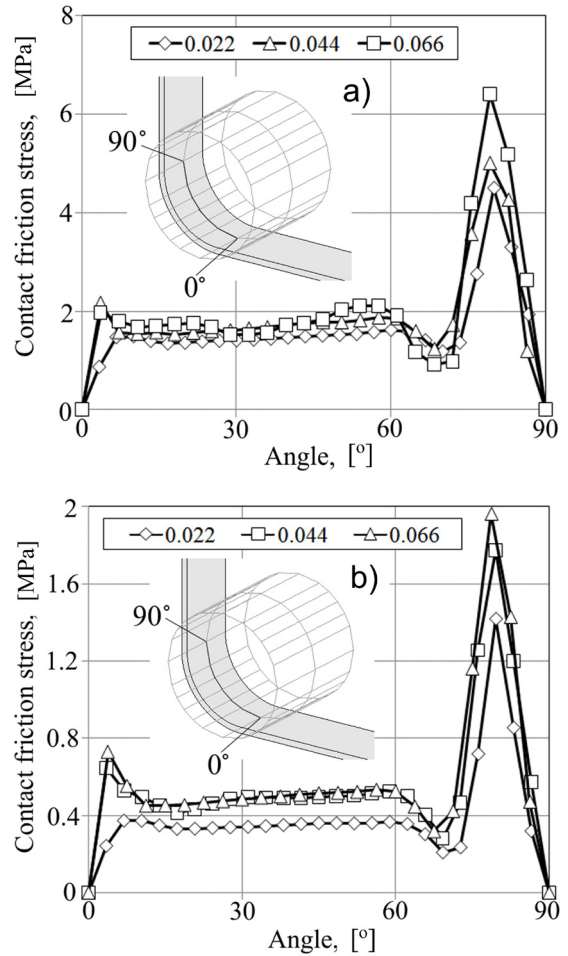 0.022 0.044 0.066
a)
90°
0°
Contact friction stress, [MPa]
8
6
4
2
0
0 30 60 90
Angle, [º]
0.022 0.044 0.066
b)
90°
0°
Contact friction stress, [MPa]
2
1.6
1.2
0.8
0.4
0
0 30 60 90
Angle, [º]